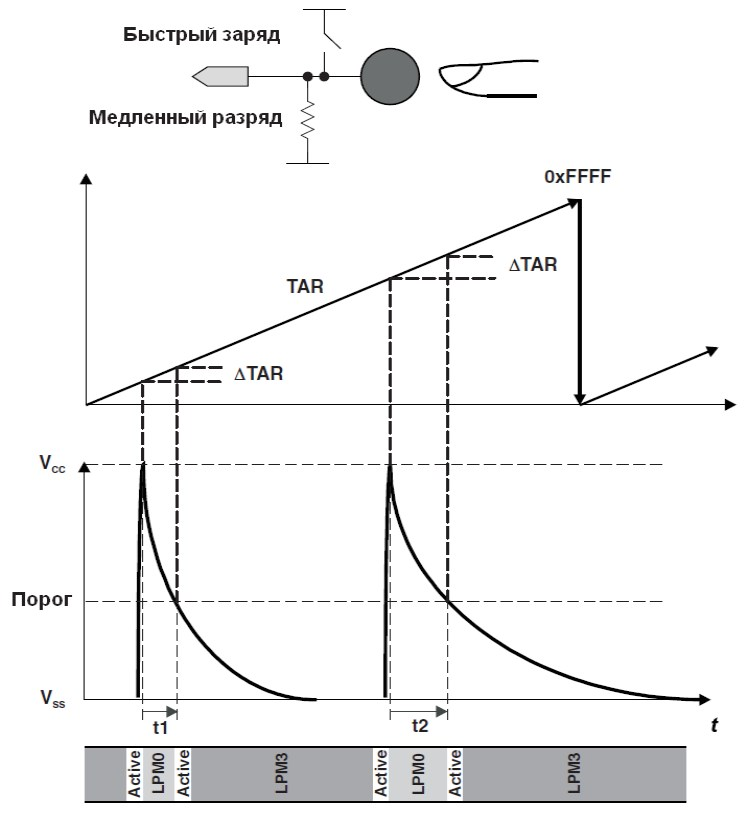 Быстрый заряд
Медленный разряд
0xFFFF
ΔTAR
TAR
ΔTAR
Vcc
Порог
Vss
t1
t2
t
Active
LPM0
Active
LPM3
Active
LPM0
Active
LPM3